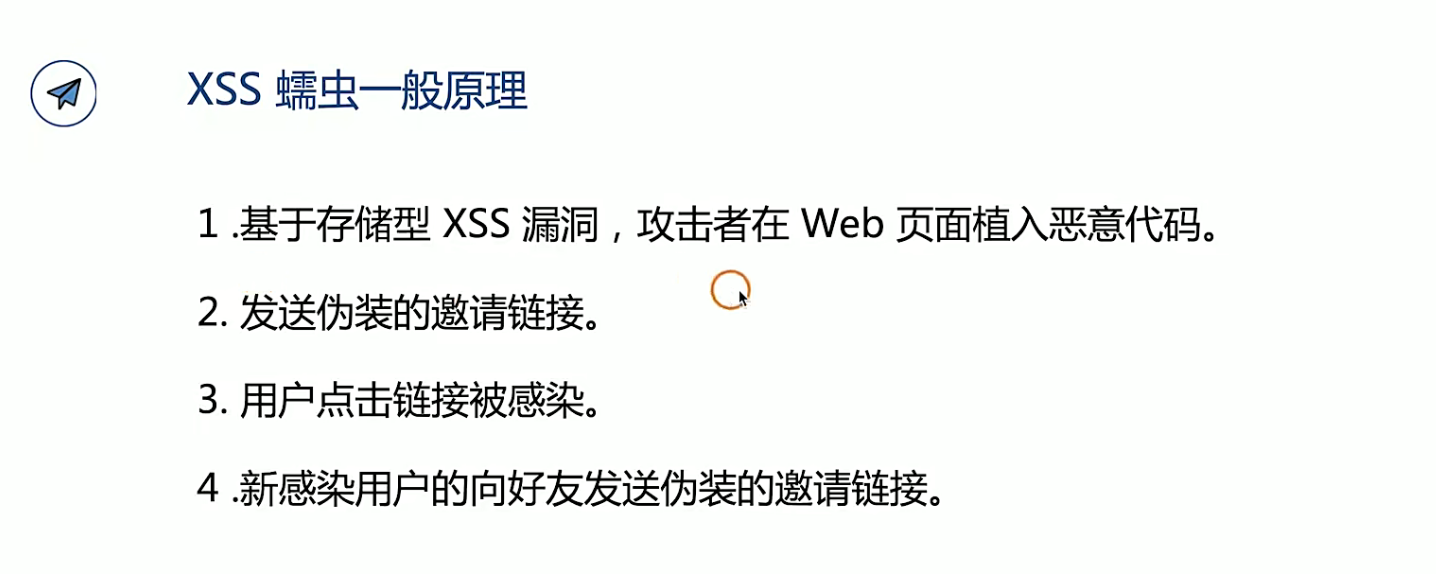 XSS 蠕虫一般原理
1 .基于存储型 XSS 漏洞，攻击者在 Web 页面植入恶意代码。
2. 发送伪装的邀请链接。
3. 用户点击链接被感染。
4 .新感染用户的向好友发送伪装的邀请链接。